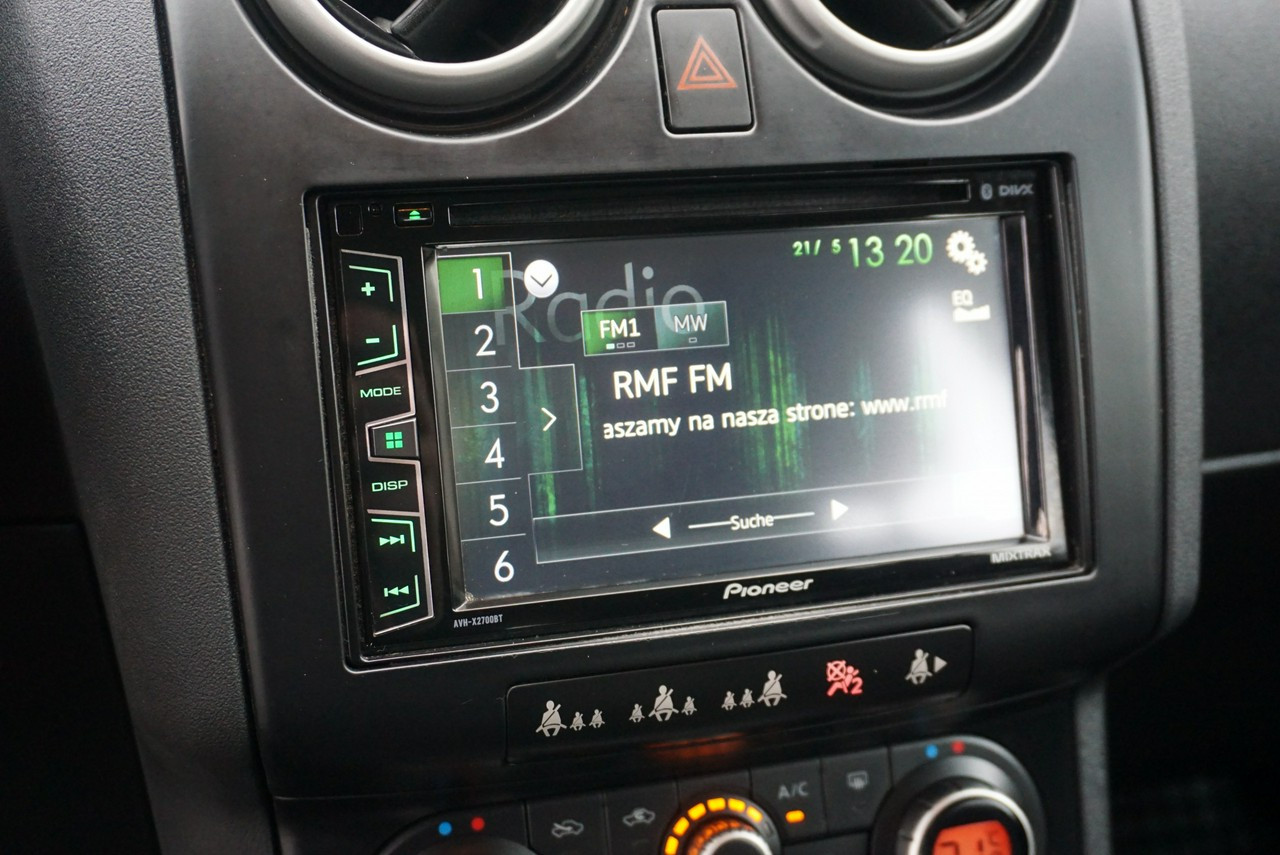 DIVX
21/ 5 13 20
Radio
1
FM1 MW
EQ
2
RMF FM
3
aszamy na nasza strone: www.rmf
4
5
Suche
6
+
-
MODE
DISP
MIXTRAX
Pioneer
AVH-X2700BT
2
A/C